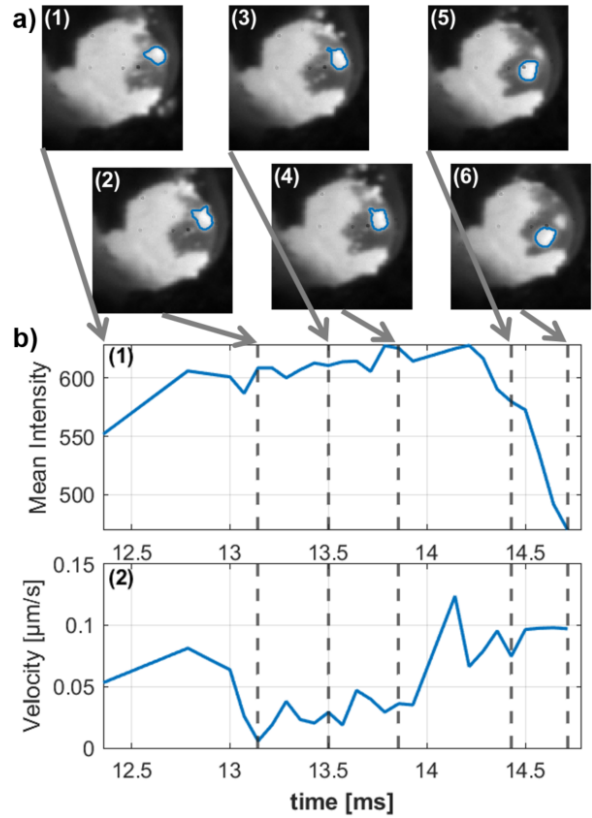 a)
(1)
(3)
(5)
(2)
(4)
(6)
b)
(1)
600
550
500
Mean Intensity
12.5 13 13.5 14 14.5
(2)
0.15
0.1
0.05
0
Velocity [µm/s]
12.5 13 13.5 14 14.5
time [ms]